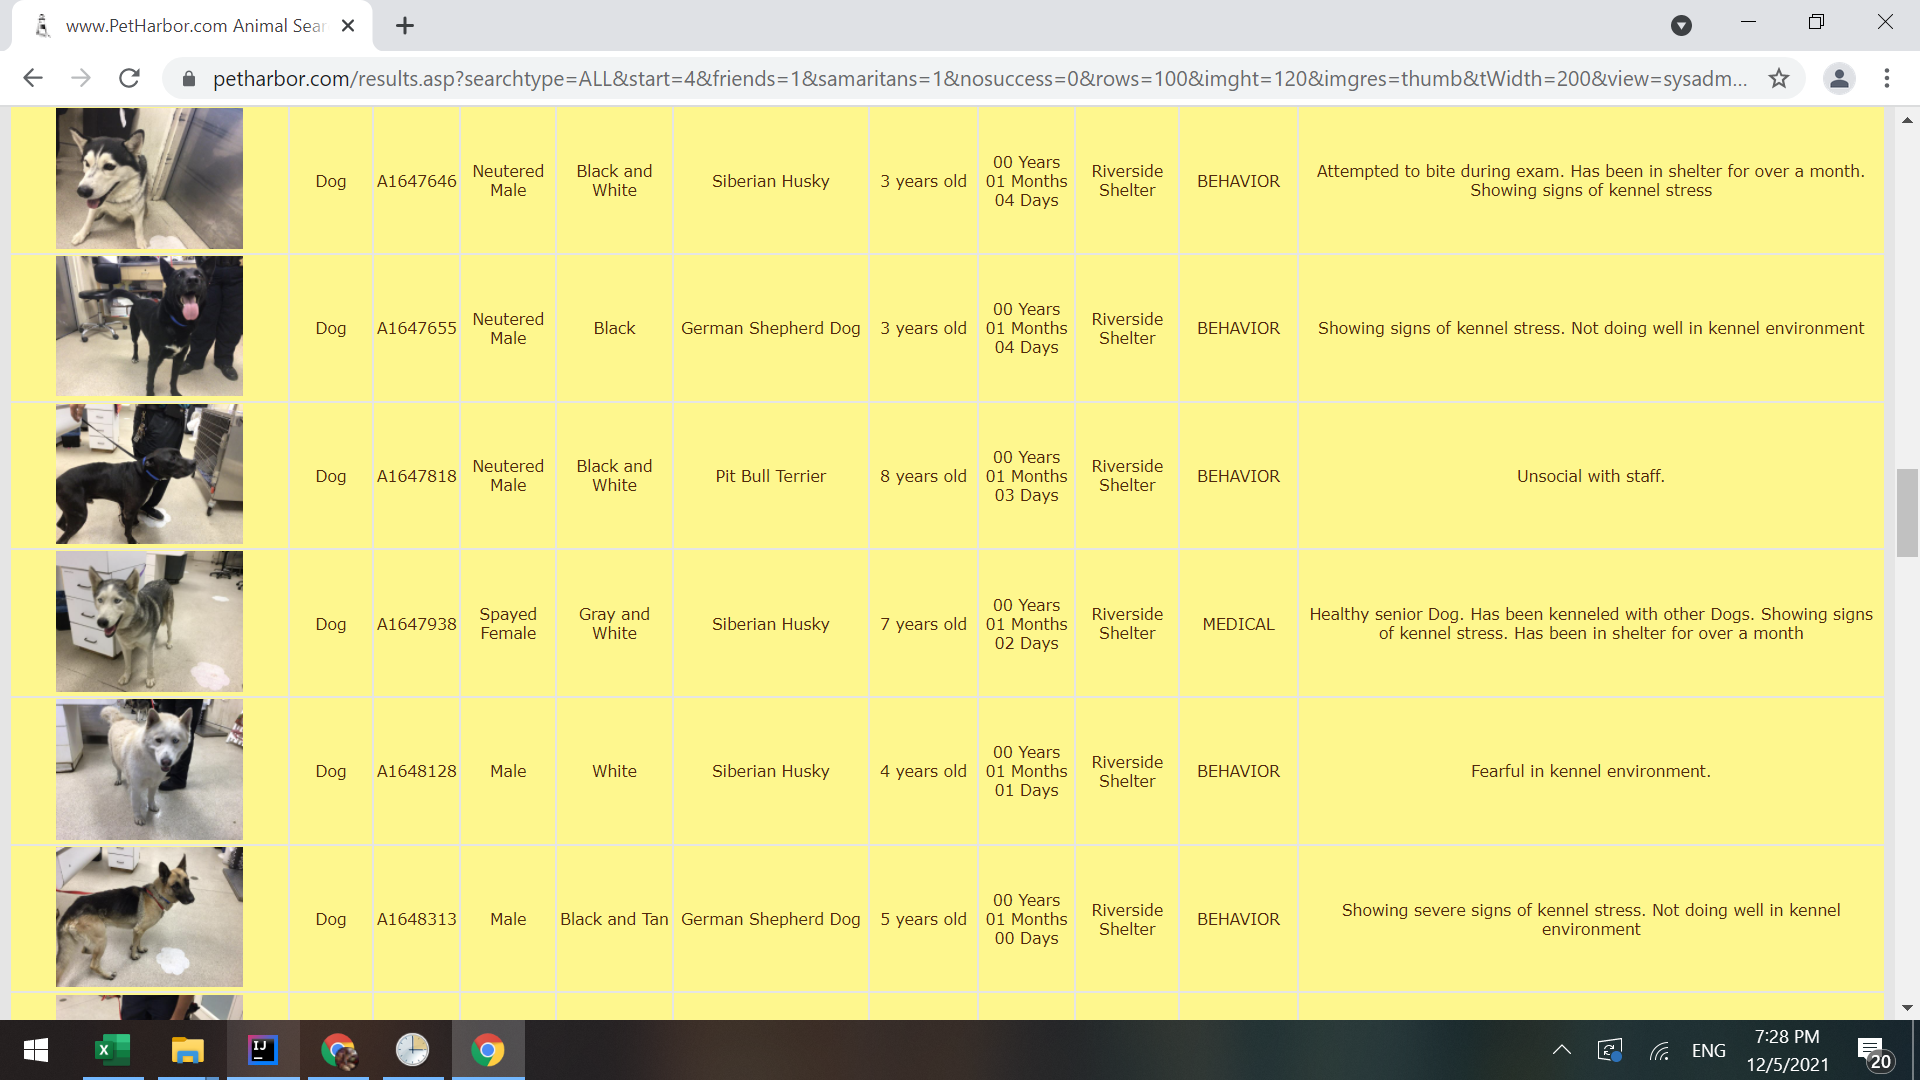 www.PetHarbor.com Animal Sear
petharbor.com/results.asp?searchtype=ALL&start=4&friends=1&samaritans=1&nosuccess=0&rows=100&imght=120&imgres=thumb&tWidth=200&view=sysadm...
Dog
A1647646
Neutered
Male
Black and
White
Siberian Husky
3 years old
00 Years
01 Months
04 Days
Riverside
Shelter
BEHAVIOR
Attempted to bite during exam. Has been in shelter for over a month.
Showing signs of kennel stress
Dog
A1647655
Neutered
Male
Black
German Shepherd Dog
3 years old
00 Years
01 Months
04 Days
Riverside
Shelter
BEHAVIOR
Showing signs of kennel stress. Not doing well in kennel environment
Dog
A1647818
Neutered
Male
Black and
White
Pit Bull Terrier
8 years old
00 Years
01 Months
03 Days
Riverside
Shelter
BEHAVIOR
Unsocial with staff.
Dog
A1647938
Spayed
Female
Gray and
White
Siberian Husky
7 years old
00 Years
01 Months
02 Days
Riverside
Shelter
MEDICAL
Healthy senior Dog. Has been kenneled with other Dogs. Showing signs
of kennel stress. Has been in shelter for over a month
Dog
A1648128
Male
White
Siberian Husky
4 years old
00 Years
01 Months
01 Days
Riverside
Shelter
BEHAVIOR
Fearful in kennel environment.
Dog
A1648313
Male
Black and Tan
German Shepherd Dog
5 years old
00 Years
01 Months
00 Days
Riverside
Shelter
BEHAVIOR
Showing severe signs of kennel stress. Not doing well in kennel
environment
X
IJ
ENG
7:28 PM
12/5/2021
20